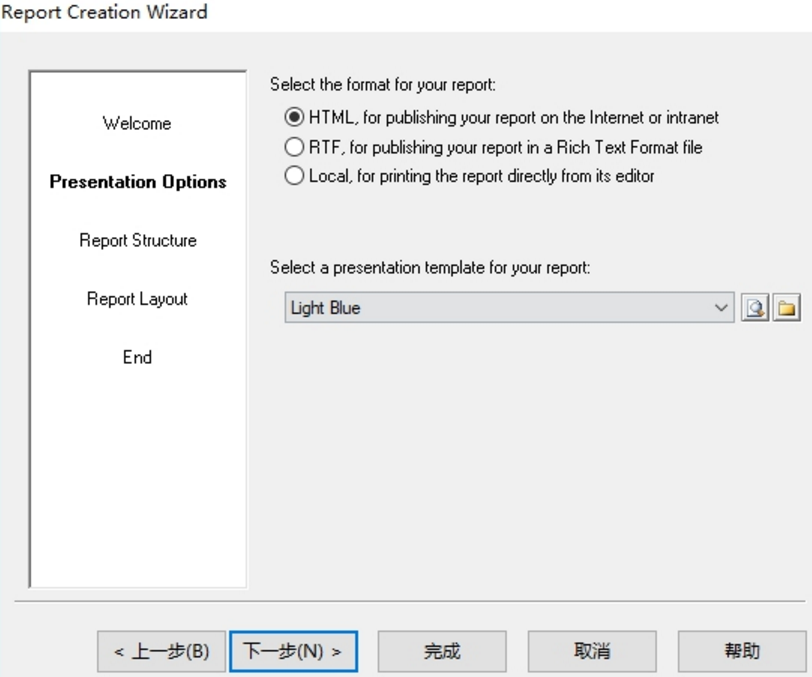 Report Creation Wizard
Welcome
Presentation Options
Report Structure
Report Layout
End
Select the format for your report:
HTML, for publishing your report on the Internet or intranet
RTF, for publishing your report in a Rich Text Format file
Local, for printing the report directly from its editor
Select a presentation template for your report:
Light Blue
< 上一步(B) 下一步(N) > 完成 取消 帮助